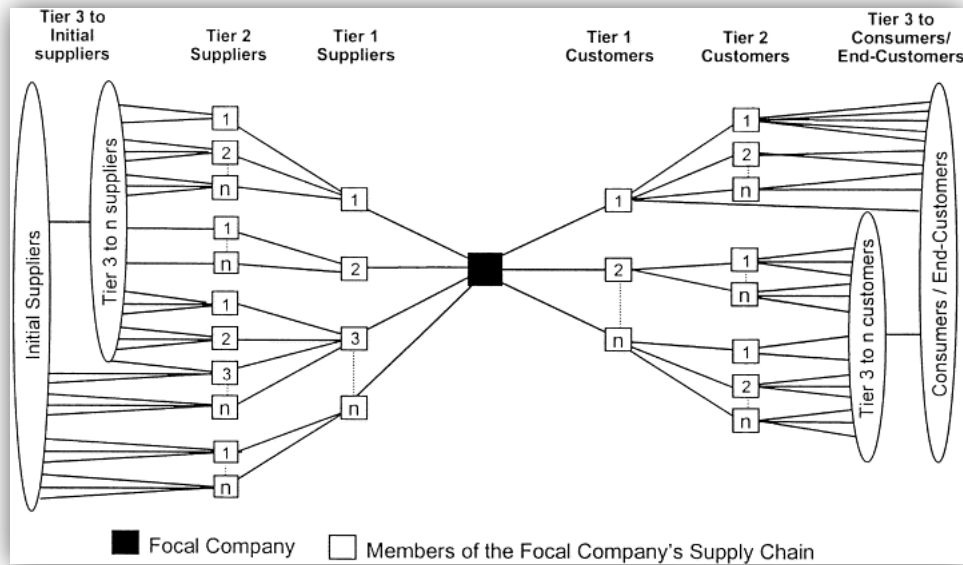 Tier 3 to
Initial
suppliers
Tier 2
Suppliers
Tier 1
Suppliers
Tier 1
Customers
Tier 2
Customers
Tier 3 to
Consumers/
End-Customers
Initial Suppliers
Tier 3 to n suppliers
1
2
n
1
n
1
2
3
n
1
n
1
2
3
n
1
2
n
1
2
n
1
n
1
2
n
Tier 3 to n customers
Consumers / End-Customers
Focal Company
Members of the Focal Company's Supply Chain